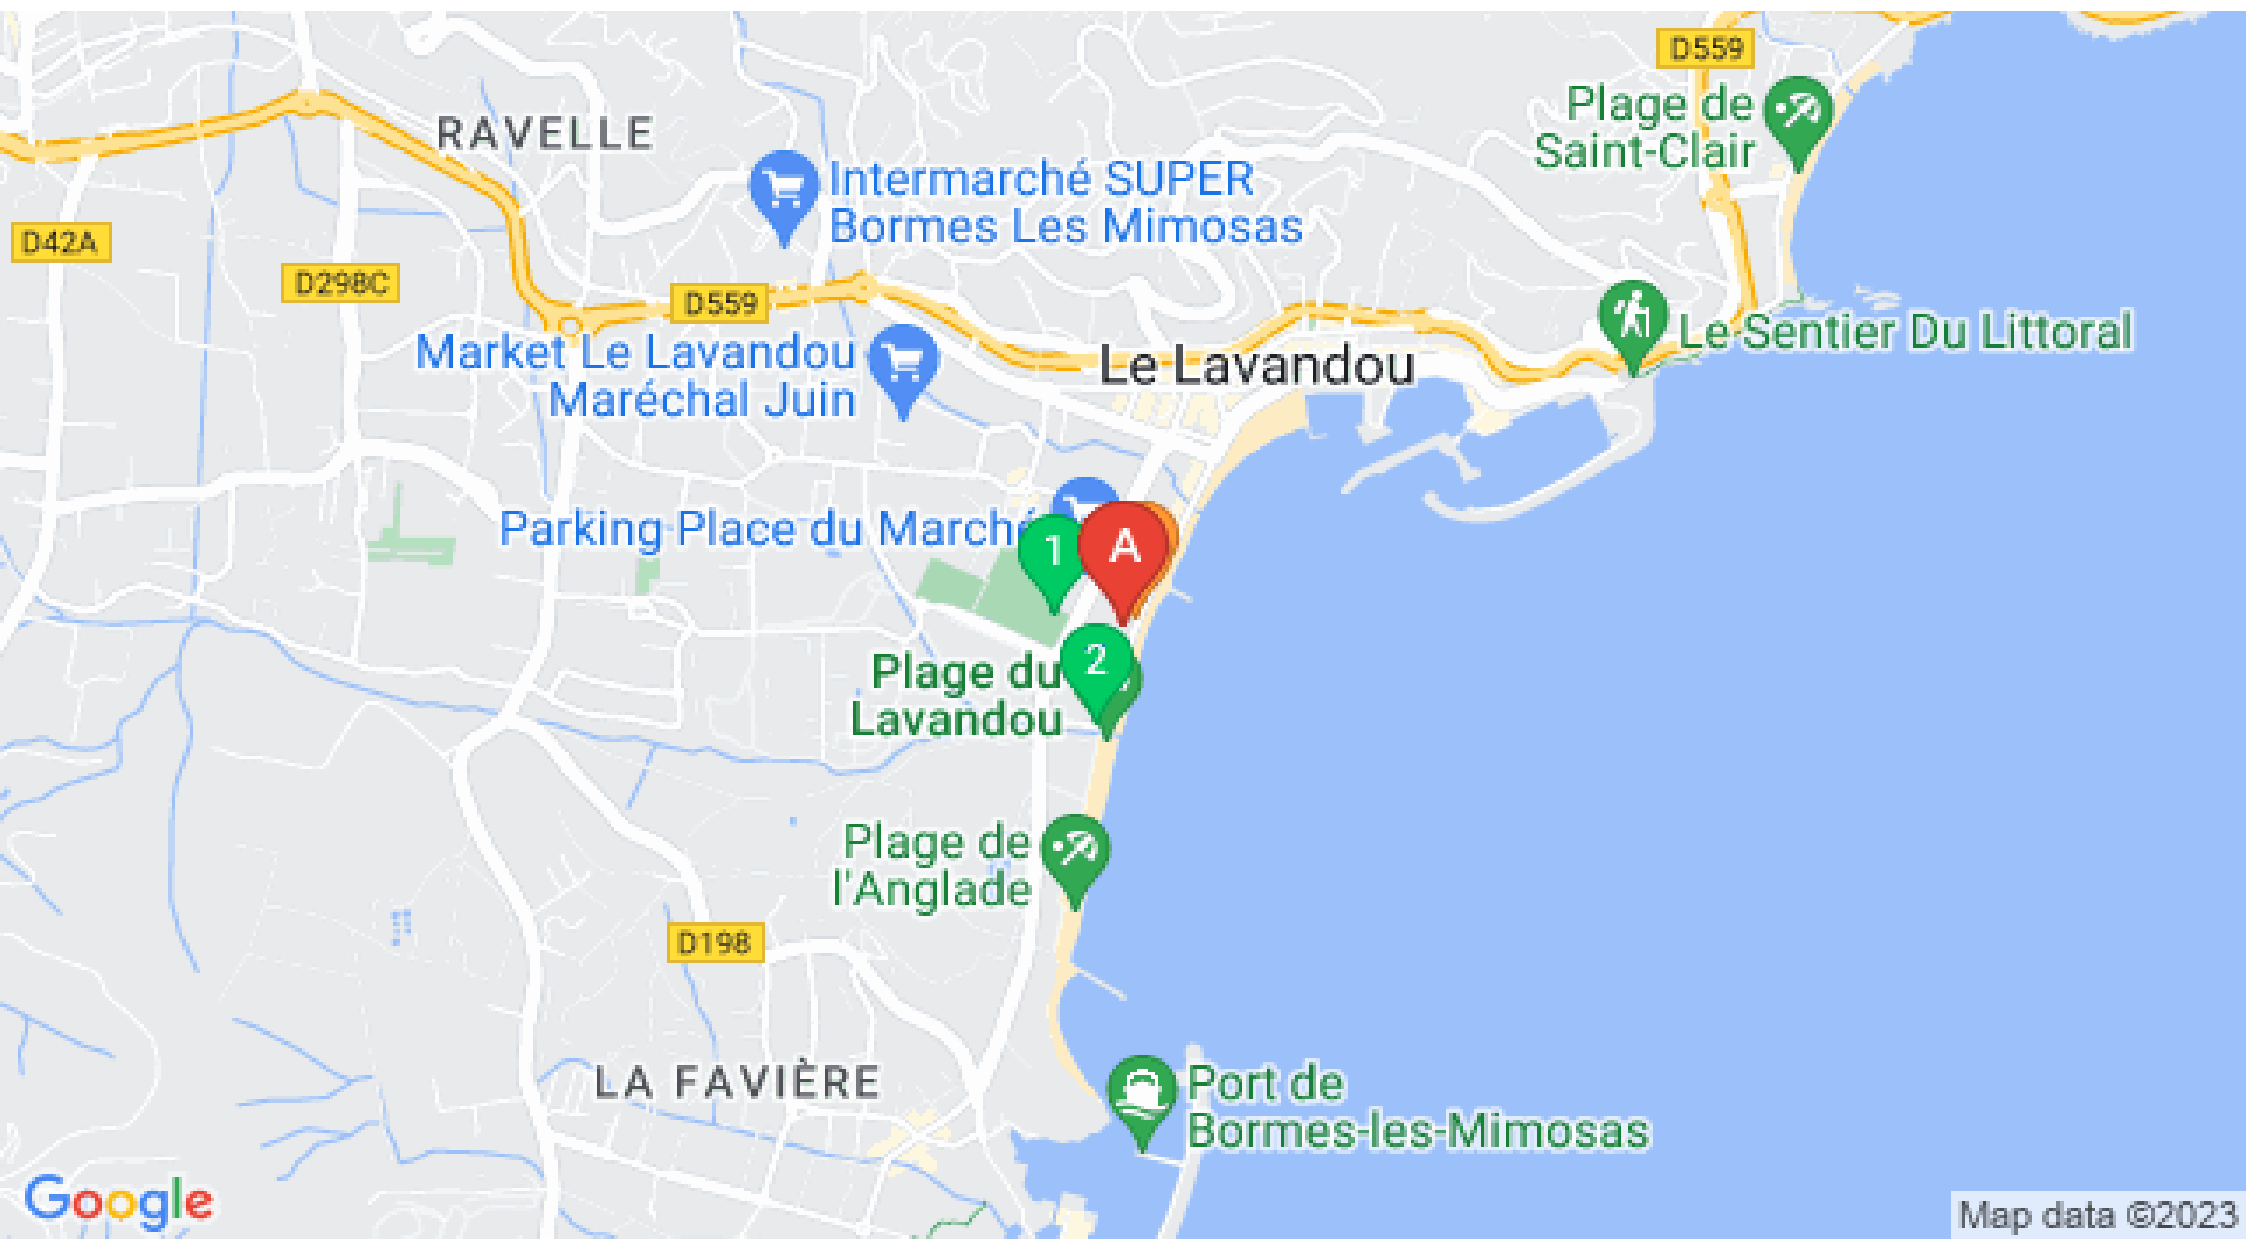 D559
Plage de
Saint-Clair
RAVELLE
Intermarché SUPER
Bormes Les Mimosas
D42A
D298C
D559
Le Sentier Du Littoral
Market Le Lavandou
Maréchal Juin
Le Lavandou
Parking Place du Marché
1
A
2
Plage du
Lavandou
Plage de
l'Anglade
D198
LA FAVIÈRE
Port de
Bormes-les-Mimosas
Google
Map data ©2023